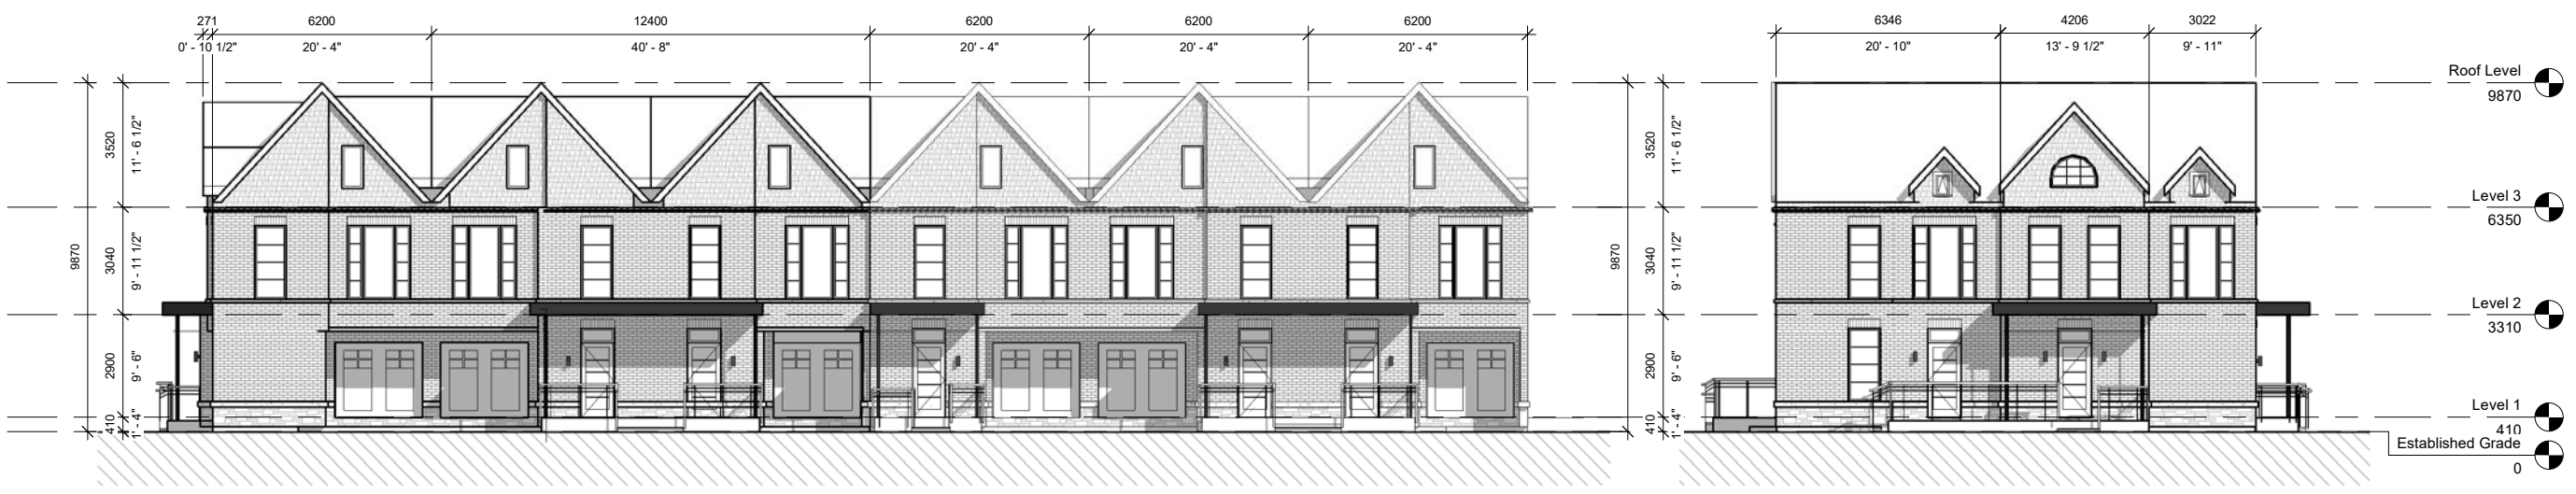 271 6200 12400 6200 6200 6200
0' - 10 1/2" 20' - 4" 40' - 8" 20' - 4" 20' - 4" 20' - 4"
6346 4206 3022
20' - 10" 13' - 9 1/2" 9' - 11"
9870
3520
11' - 6 1/2"
3040
9' - 11 1/2"
2900
9' - 6"
410
1' - 4"
9870
3520
11' - 6 1/2"
3040
9' - 11 1/2"
2900
9' - 6"
410
1' - 4"
Roof Level
9870
Level 3
6350
Level 2
3310
Level 1
410
Established Grade
0